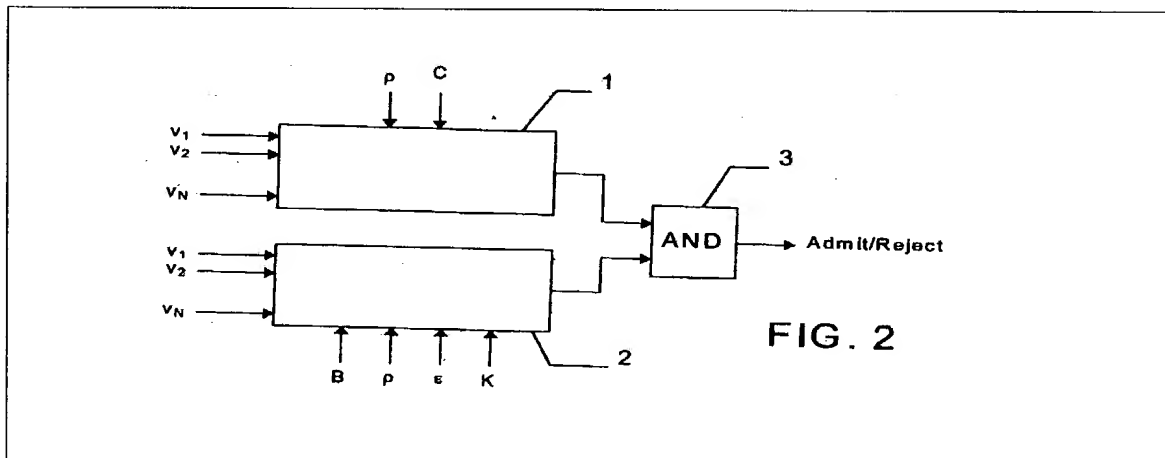 ρ C 1
v1
v2
vN
3
AND
Admit/Reject
v1
v2
vN
FIG. 2
2
B ρ ε K